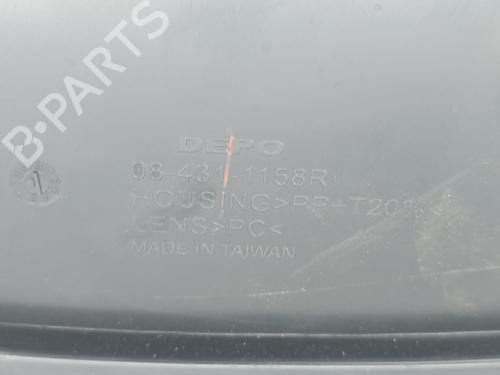 DEPO
08-431-1158R
HOUSING>PP+T20%<
LENS>PC<
MADE IN TAIWAN
B-PARTS